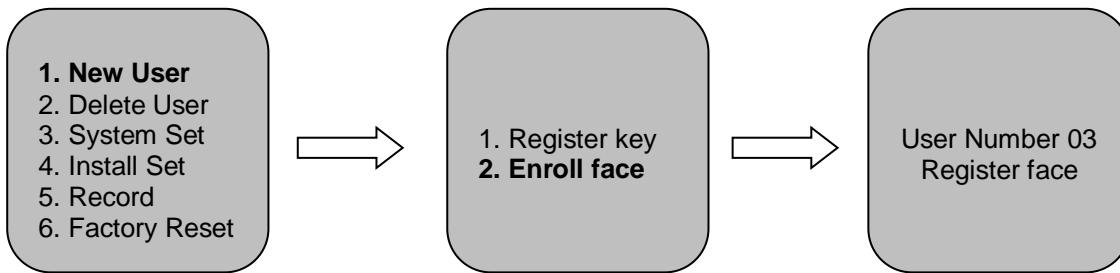 1. New User
2. Delete User
3. System Set
4. Install Set
5. Record
6. Factory Reset
1. Register key
2. Enroll face
User Number 03
Register face